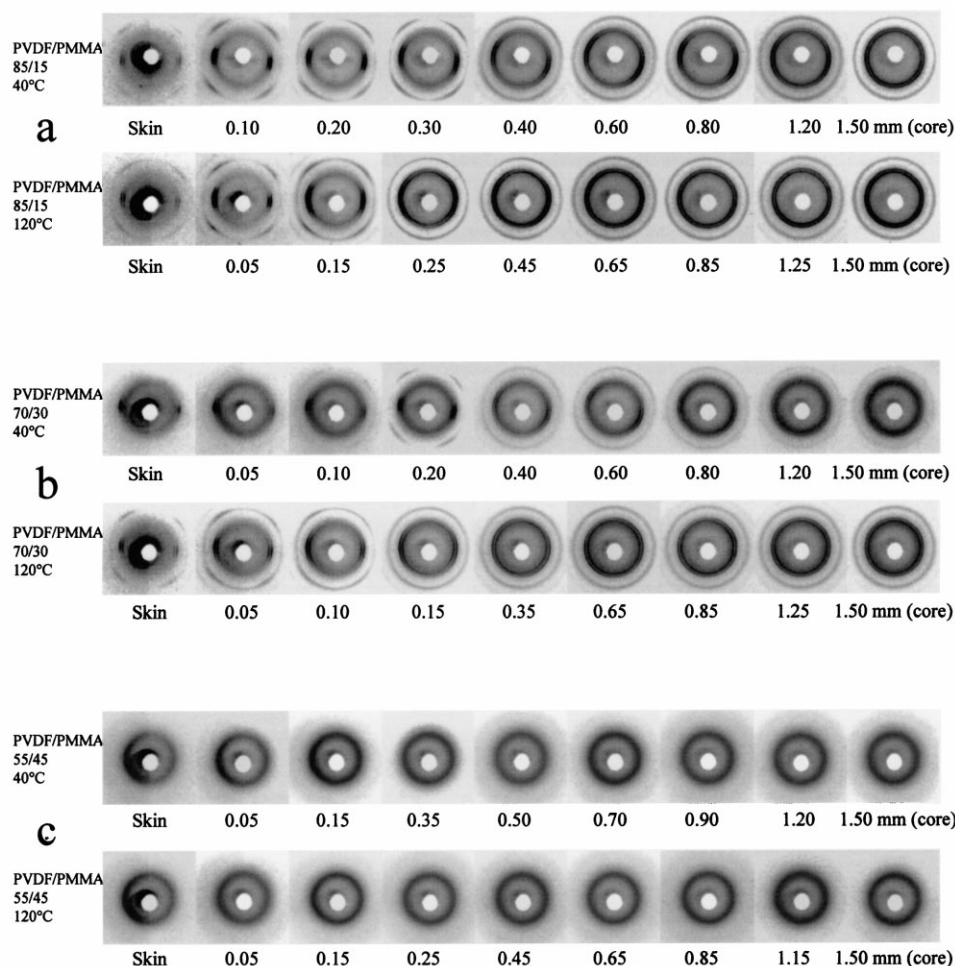 PVDF/PMMA
85/15
40°C
a
Skin 0.10 0.20 0.30 0.40 0.60 0.80 1.20 1.50 mm (core)
PVDF/PMMA
85/15
120°C
Skin 0.05 0.15 0.25 0.45 0.65 0.85 1.25 1.50 mm (core)
PVDF/PMMA
70/30
40°C
b
Skin 0.05 0.10 0.20 0.40 0.60 0.80 1.20 1.50 mm (core)
PVDF/PMMA
70/30
120°C
Skin 0.05 0.10 0.15 0.35 0.65 0.85 1.25 1.50 mm (core)
PVDF/PMMA
55/45
40°C
c
Skin 0.05 0.15 0.35 0.50 0.70 0.90 1.20 1.50 mm (core)
PVDF/PMMA
55/45
120°C
Skin 0.05 0.15 0.25 0.45 0.65 0.85 1.15 1.50 mm (core)